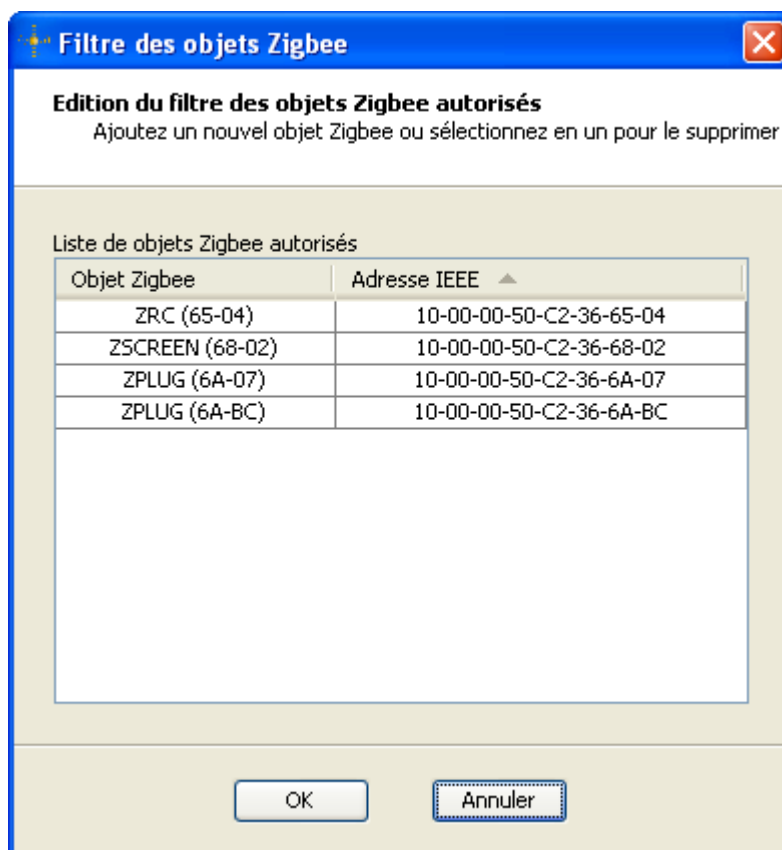 Filtre des objets Zigbee
Edition du filtre des objets Zigbee autorisés
Ajoutez un nouvel objet Zigbee ou sélectionnez en un pour le supprimer
Liste de objets Zigbee autorisés
Objet Zigbee Adresse IEEE
ZRC (65-04) 10-00-00-50-C2-36-65-04
ZSCREEN (68-02) 10-00-00-50-C2-36-68-02
ZPLUG (6A-07) 10-00-00-50-C2-36-6A-07
ZPLUG (6A-BC) 10-00-00-50-C2-36-6A-BC
OK Annuler